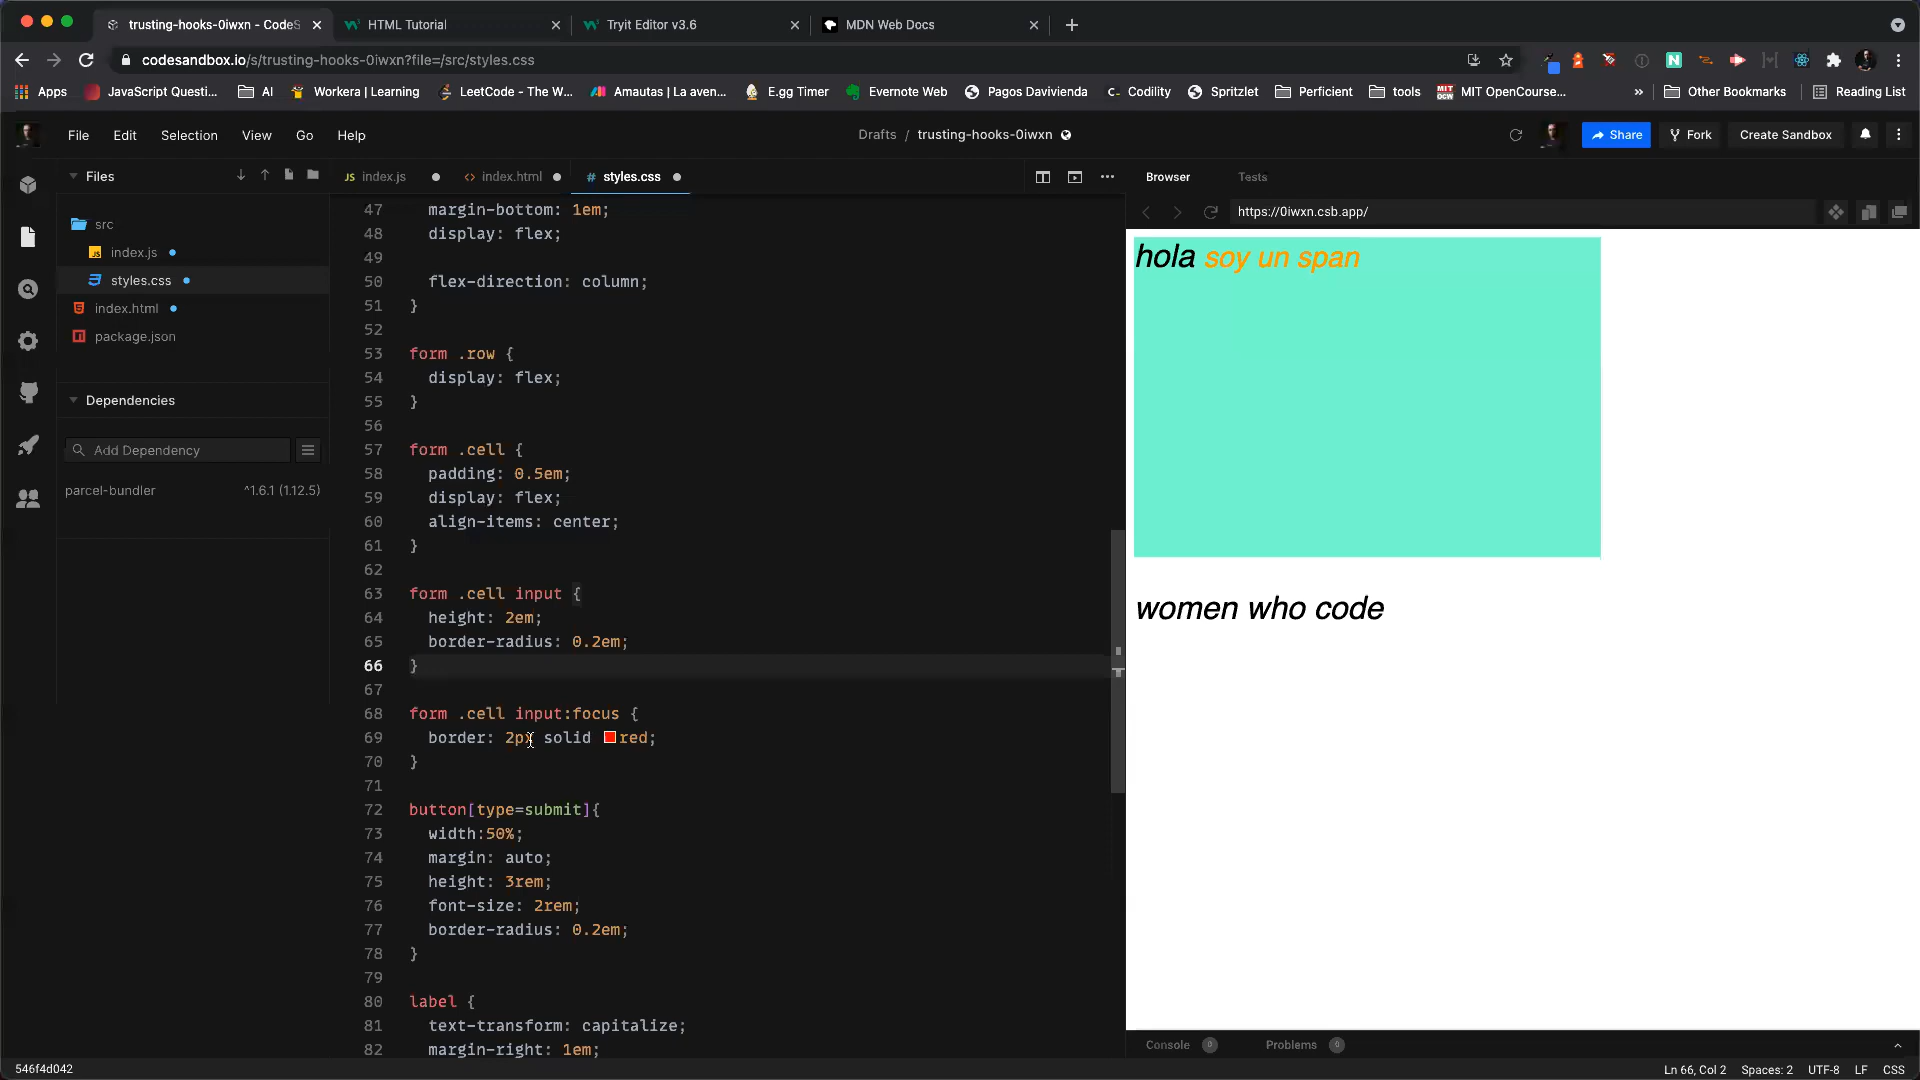 trusting-hooks-0iwxn - CodeS
HTML Tutorial
Tryit Editor v3.6
MDN Web Docs
codesandbox.io/s/trusting-hooks-0iwxn?file=/src/styles.css
Apps
JavaScript Questi...
AI
Workera | Learning
LeetCode - The W...
Amautas | La aven...
E.gg Timer
Evernote Web
Pagos Davivienda
Codility
Spritzlet
Perficient
tools
MIT OpenCourse...
»
Other Bookmarks
Reading List
File
Edit
Selection
View
Go
Help
Drafts / trusting-hooks-0iwxn
Share
Fork
Create Sandbox
Files
JS index.js
<> index.html
# styles.css
...
Browser
Tests
https://0iwxn.csb.app/
src
index.js
styles.css
index.html
package.json
Dependencies
Add Dependency
parcel-bundler
^1.6.1 (1.12.5)
47 margin-bottom: 1em;
48 display: flex;
49
50 flex-direction: column;
51 }
52
53 form .row {
54 display: flex;
55 }
56
57 form .cell {
58 padding: 0.5em;
59 display: flex;
60 align-items: center;
61 }
62
63 form .cell input {
64 height: 2em;
65 border-radius: 0.2em;
66 }
67
68 form .cell input:focus {
69 border: 2px solid red;
70 }
71
72 button[type=submit]{
73 width:50%;
74 margin: auto;
75 height: 3rem;
76 font-size: 2rem;
77 border-radius: 0.2em;
78 }
79
80 label {
81 text-transform: capitalize;
82 margin-right: 1em;
hola soy un span
women who code
Console 0
Problems 0
546f4d042
Ln 66, Col 2
Spaces: 2
UTF-8
LF
CSS